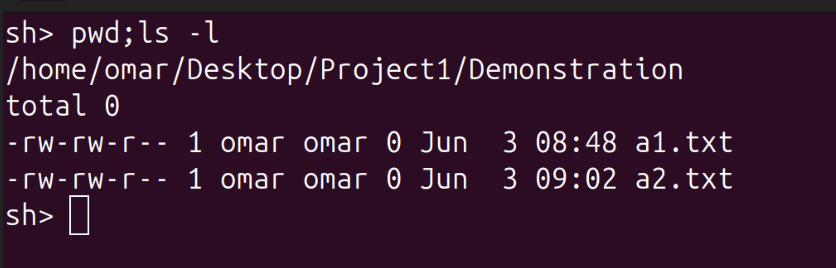 sh> pwd;ls -l
/home/omar/Desktop/Project1/Demonstration
total 0
-rw-rw-r-- 1 omar omar 0 Jun  3 08:48 a1.txt
-rw-rw-r-- 1 omar omar 0 Jun  3 09:02 a2.txt
sh>